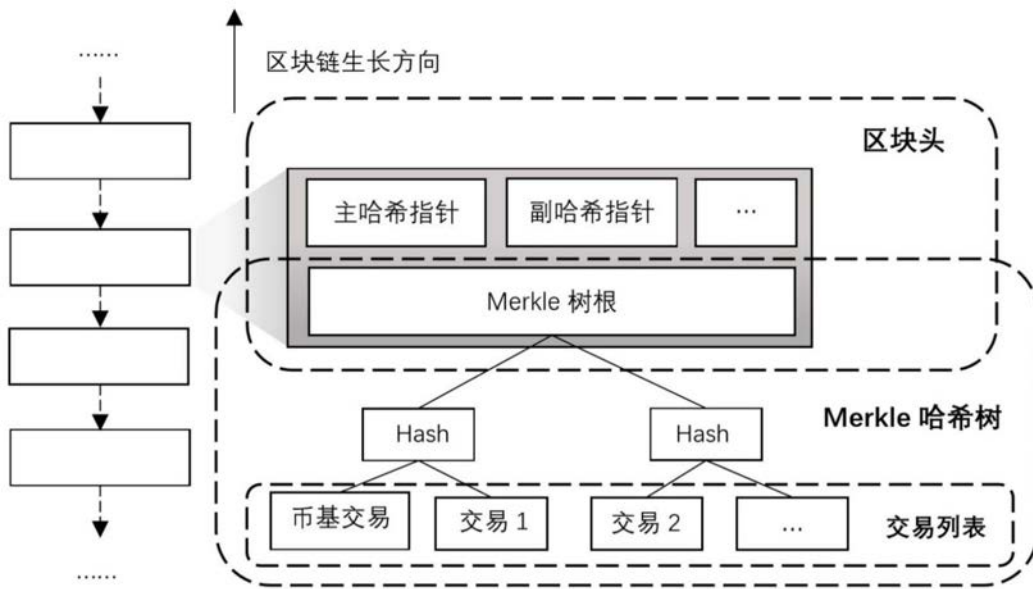 ……
区块链生长方向
区块头
主哈希指针
副哈希指针
...
Merkle 树根
Hash
Hash
Merkle 哈希树
币基交易
交易 1
交易 2
...
交易列表
……